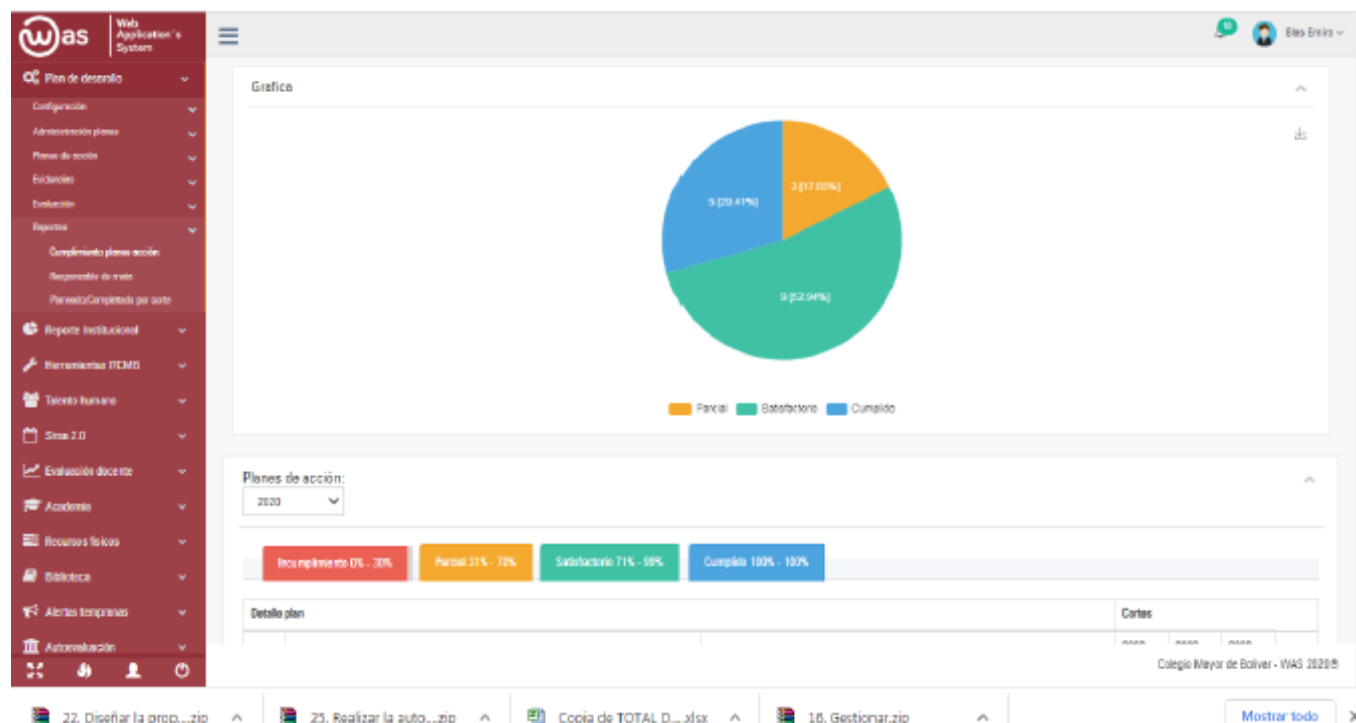 Was
Web
Application´s
System
10
Blas Emiro
Plan de desarollo
Configuración
Administración planes
Planes de acción
Evidencias
Evaluación
Reportes
Cumplimiento planes acción
Responsable de meta
Planeado/Completado por corte
Reporte Institucional
Herramientas ITCMB
Talento humano
Siraa 2.0
Evaluación docente
Academia
Recursos físicos
Biblioteca
Alertas tempranas
Autoevaluación
Grafica
3 [17.65%]
5 [29.41%]
9 [52.94%]
Parcial Satisfactorio Cumplido
Planes de acción:
2020
Incumplimiento 0% - 30% Parcial 31% - 70% Satisfactorio 71% - 99% Cumplido 100% - 100%
Detalle plan Cortes
Colegio Mayor de Bolivar - WAS 2020®
22. Diseñar la prop....zip 25. Realizar la auto....zip Copia de TOTAL D....xlsx 16. Gestionar.zip Mostrar todo